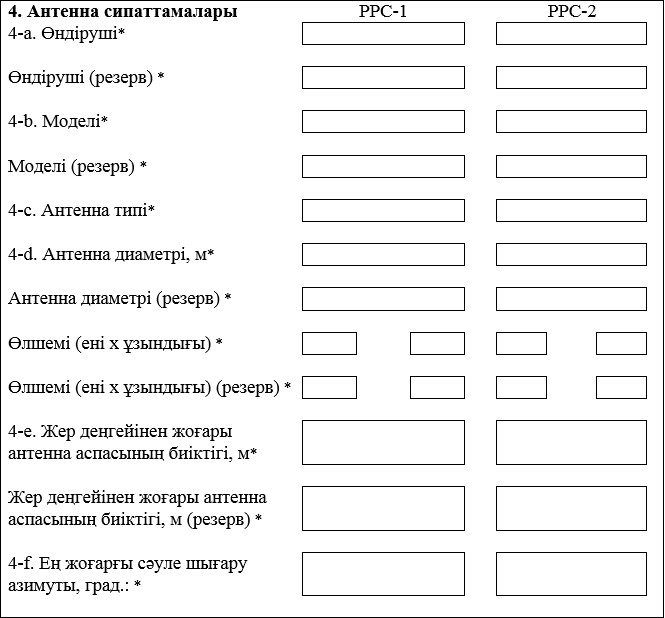 4. Антенна сипаттамалары РРС-1 РРС-2
4-а. Өндіруші*
Өндіруші (резерв) *
4-b. Моделі*
Моделі (резерв) *
4-c. Антенна типі*
4-d. Антенна диаметрі, м*
Антенна диаметрі (резерв) *
Өлшемі (ені х ұзындығы) *
Өлшемі (ені х ұзындығы) (резерв) *
4-е. Жер деңгейінен жоғары
антенна аспасының биіктігі, м*
Жер деңгейінен жоғары антенна
аспасының биіктігі, м (резерв) *
4-f. Ең жоғарғы сәуле шығару
азимуты, град.: *